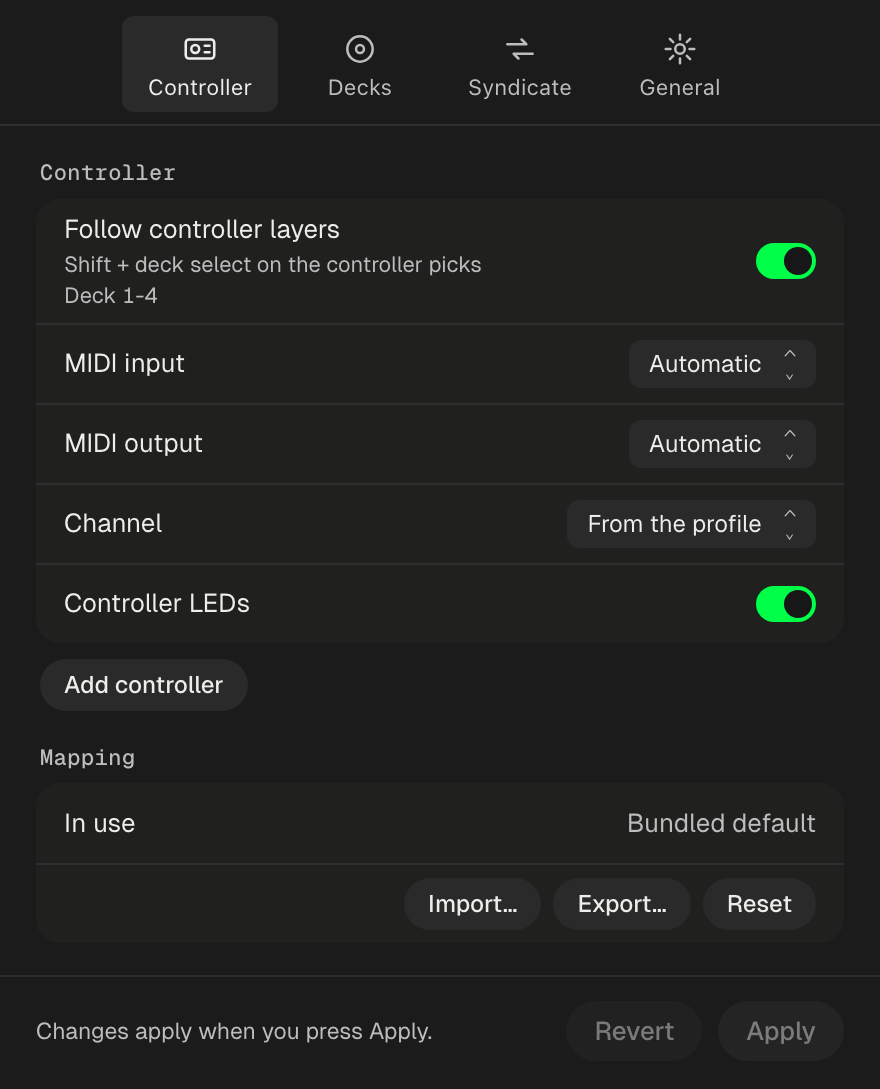 Controller
Decks
Syndicate
General
Controller
Follow controller layers
Shift + deck select on the controller picks
Deck 1-4
MIDI input
Automatic
MIDI output
Automatic
Channel
From the profile
Controller LEDs
Add controller
Mapping
In use
Bundled default
Import…
Export…
Reset
Changes apply when you press Apply.
Revert
Apply